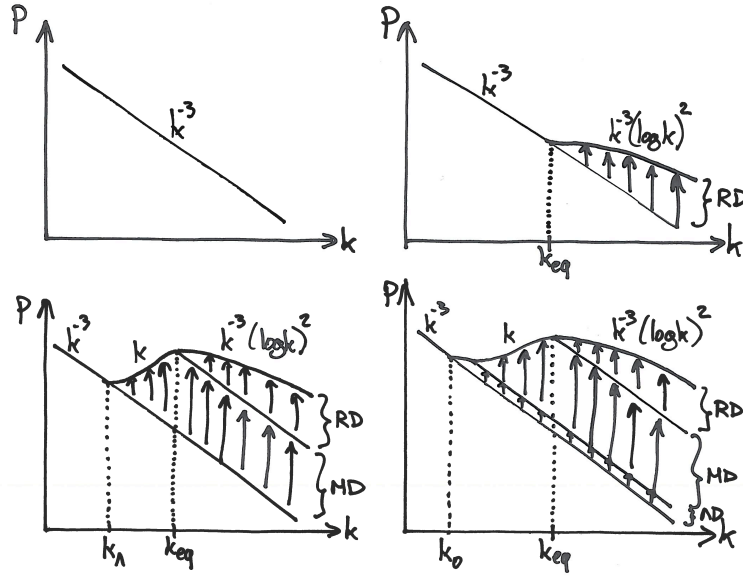 P
k⁻³
k
P
k⁻³
k⁻³(logk)²
} RD
k
keq
P
k⁻³
k
k⁻³(logk)²
} RD
} MD
k
kΛ
keq
P
k⁻³
k
k⁻³(logk)²
} RD
} MD
} ΛD
k
k₀
keq